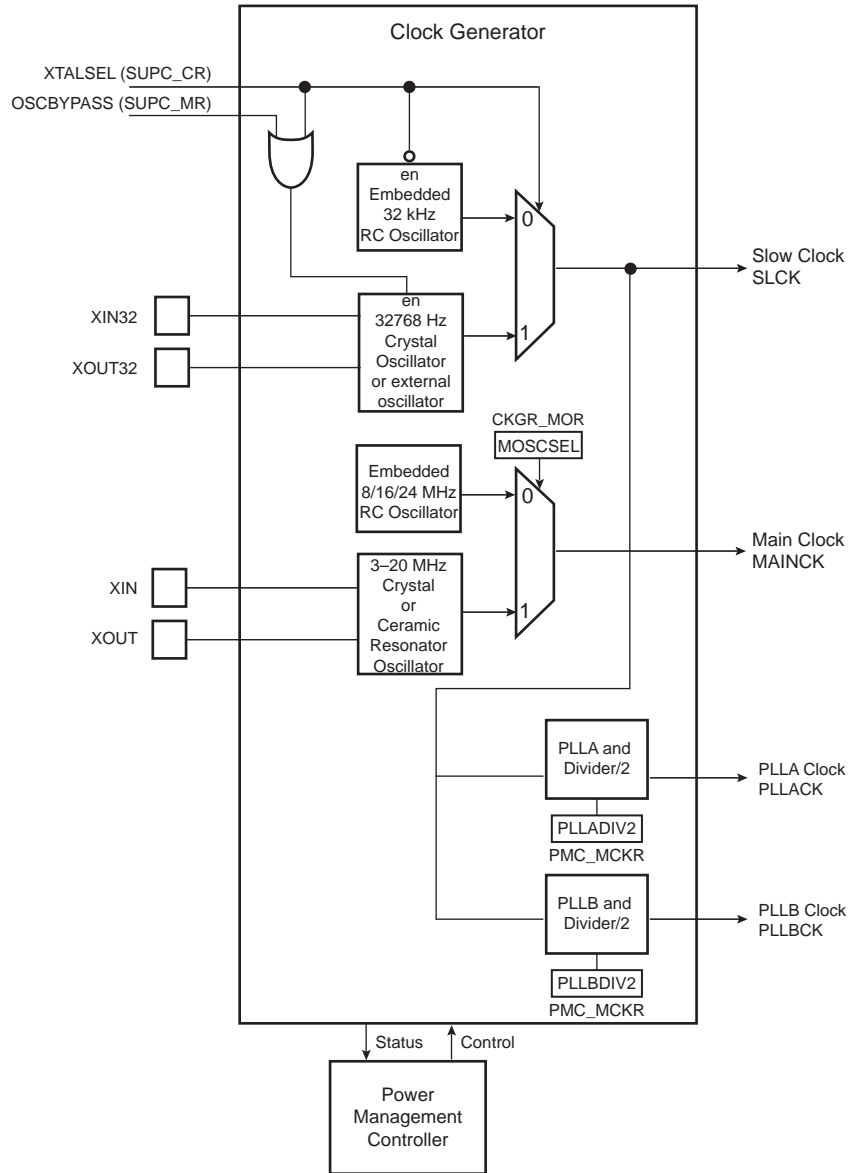 Clock Generator
XTALSEL (SUPC_CR)
OSCBYPASS (SUPC_MR)
en
Embedded
32 kHz
RC Oscillator
0
Slow Clock
SLCK
XIN32
XOUT32
en
32768 Hz
Crystal
Oscillator
or external
oscillator
1
CKGR_MOR
MOSCSEL
Embedded
8/16/24 MHz
RC Oscillator
0
Main Clock
MAINCK
XIN
XOUT
3–20 MHz
Crystal
or
Ceramic
Resonator
Oscillator
1
PLLA and
Divider/2
PLLA Clock
PLLACK
PLLADIV2
PMC_MCKR
PLLB and
Divider/2
PLLB Clock
PLLBCK
PLLBDIV2
PMC_MCKR
Status
Control
Power
Management
Controller